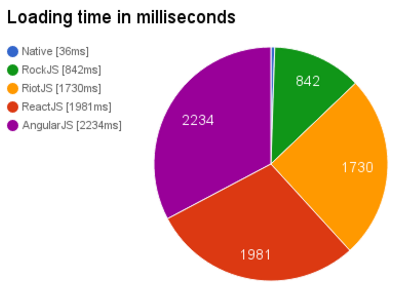 Loading time in milliseconds
Native [36ms]
RockJS [842ms]
RiotJS [1730ms]
ReactJS [1981ms]
AngularJS [2234ms]
842
2234
1730
1981